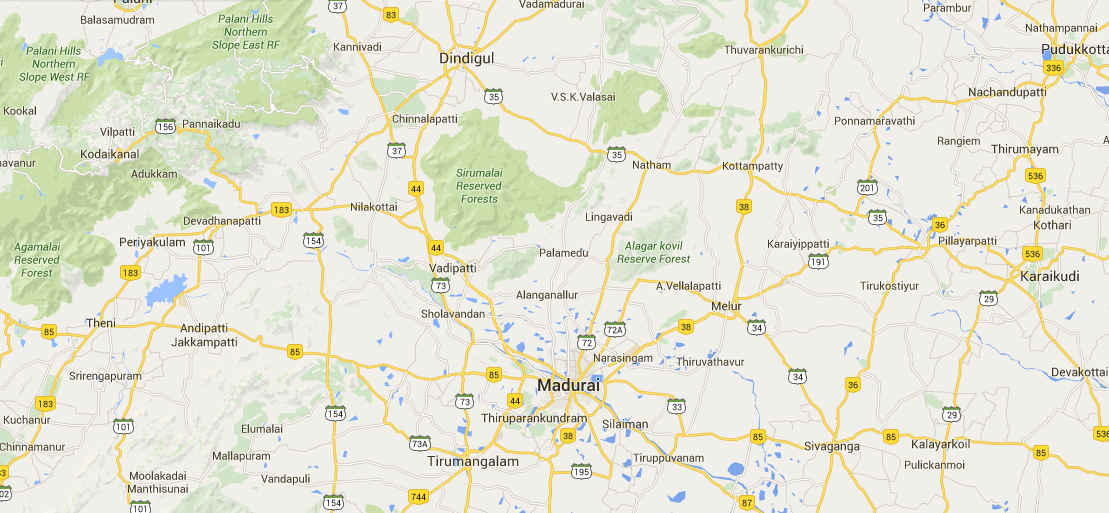 Palani
Balasamudram
37
83
Vadamadurai
Parambur
Palani Hills
Northern
Slope East RF
Palani Hills
Northern
Slope West RF
Kannivadi
Dindigul
Thuvarankurichi
Nathampannai
Pudukkotta
336
Kookal
35
V.S.K.Valasai
Nachandupatti
Vilpatti
156
Pannaikadu
Chinnalapatti
Ponnamaravathi
Rangiem
Thirumayam
navanur
Kodaikanal
Adukkam
37
35
Natham
Kottampatty
44
Sirumalai
Reserved
Forests
201
536
Devadhanapatti
183
Nilakottai
Lingavadi
38
35
36
Kanadukathan
Kothari
Periyakulam
101
154
44
Palamedu
Alagar kovil
Reserve Forest
Karaiyippatti
191
Pillayarpatti
536
Agamalai
Reserved
Forest
183
Vadipatti
73
Karaikudi
Alanganallur
A.Vellalapatti
Tirukostiyur
29
Sholavandan
Melur
Theni
85
Andipatti
Jakkampatti
72A
72
38
34
85
Narasingam
Thiruvathavur
Srirengapuram
85
Madurai
34
36
Devakottai
183
73
44
33
Kuchanur
101
154
Thiruparankundram
Silaiman
29
Chinnamanur
Elumalai
73A
38
85
Sivaganga
85
Kalayarkoil
536
Mallapuram
Tirumangalam
Tiruppuvanam
85
Pulickanmoi
Moolakadai
Manthisunai
Vandapuli
195
102
101
154
744
87